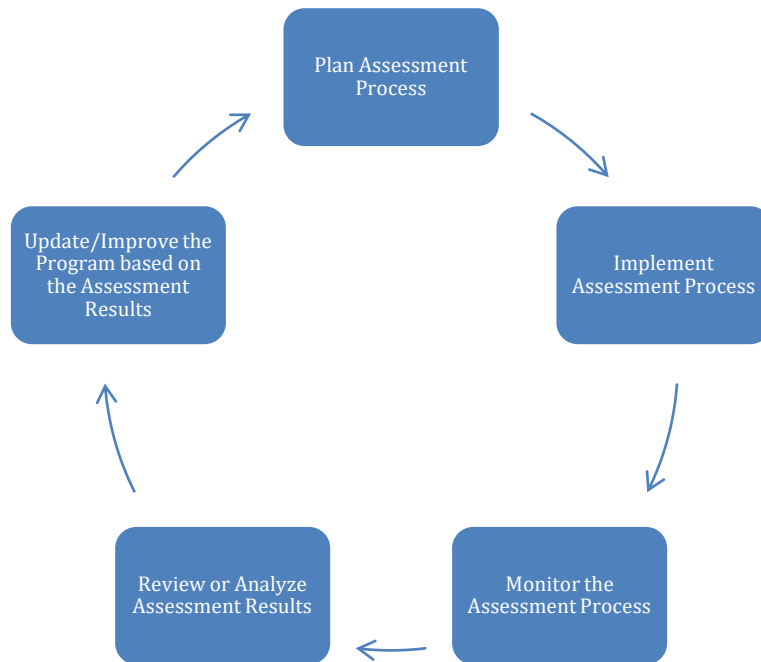 Plan Assessment
Process
Implement
Assessment Process
Monitor the
Assessment Process
Review or Analyze
Assessment Results
Update/Improve the
Program based on
the Assessment
Results